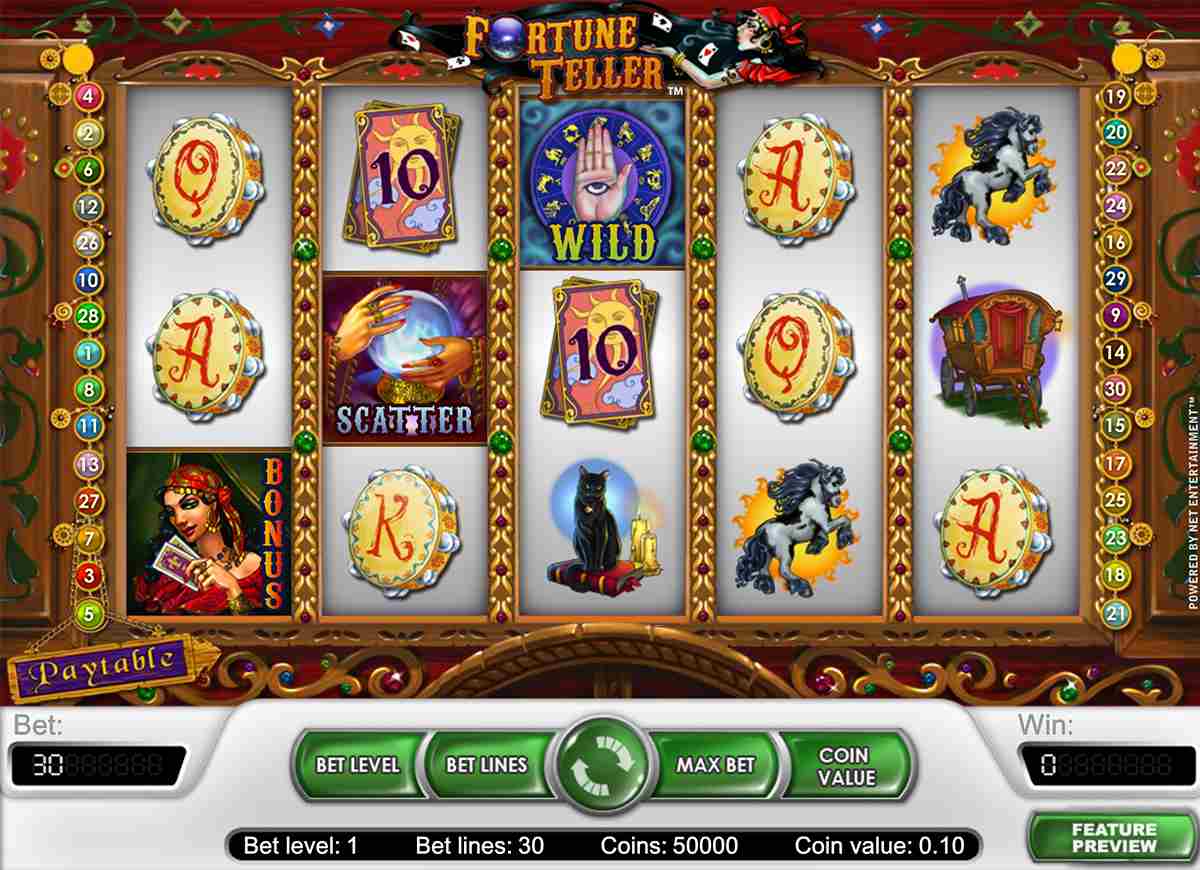 FORTUNE
TELLER™
4
2
6
12
26
10
28
1
8
11
13
27
7
3
5
Q
10
WILD
A
A
SCATTER
10
Q
BONUS
K
A
19
20
22
24
16
29
9
14
30
15
17
25
23
18
21
POWERED BY NET ENTERTAINMENT™
Paytable
Bet:
30
Win:
0
BET LEVEL
BET LINES
MAX BET
COIN
VALUE
Bet level: 1 Bet lines: 30 Coins: 50000 Coin value: 0.10
FEATURE
PREVIEW